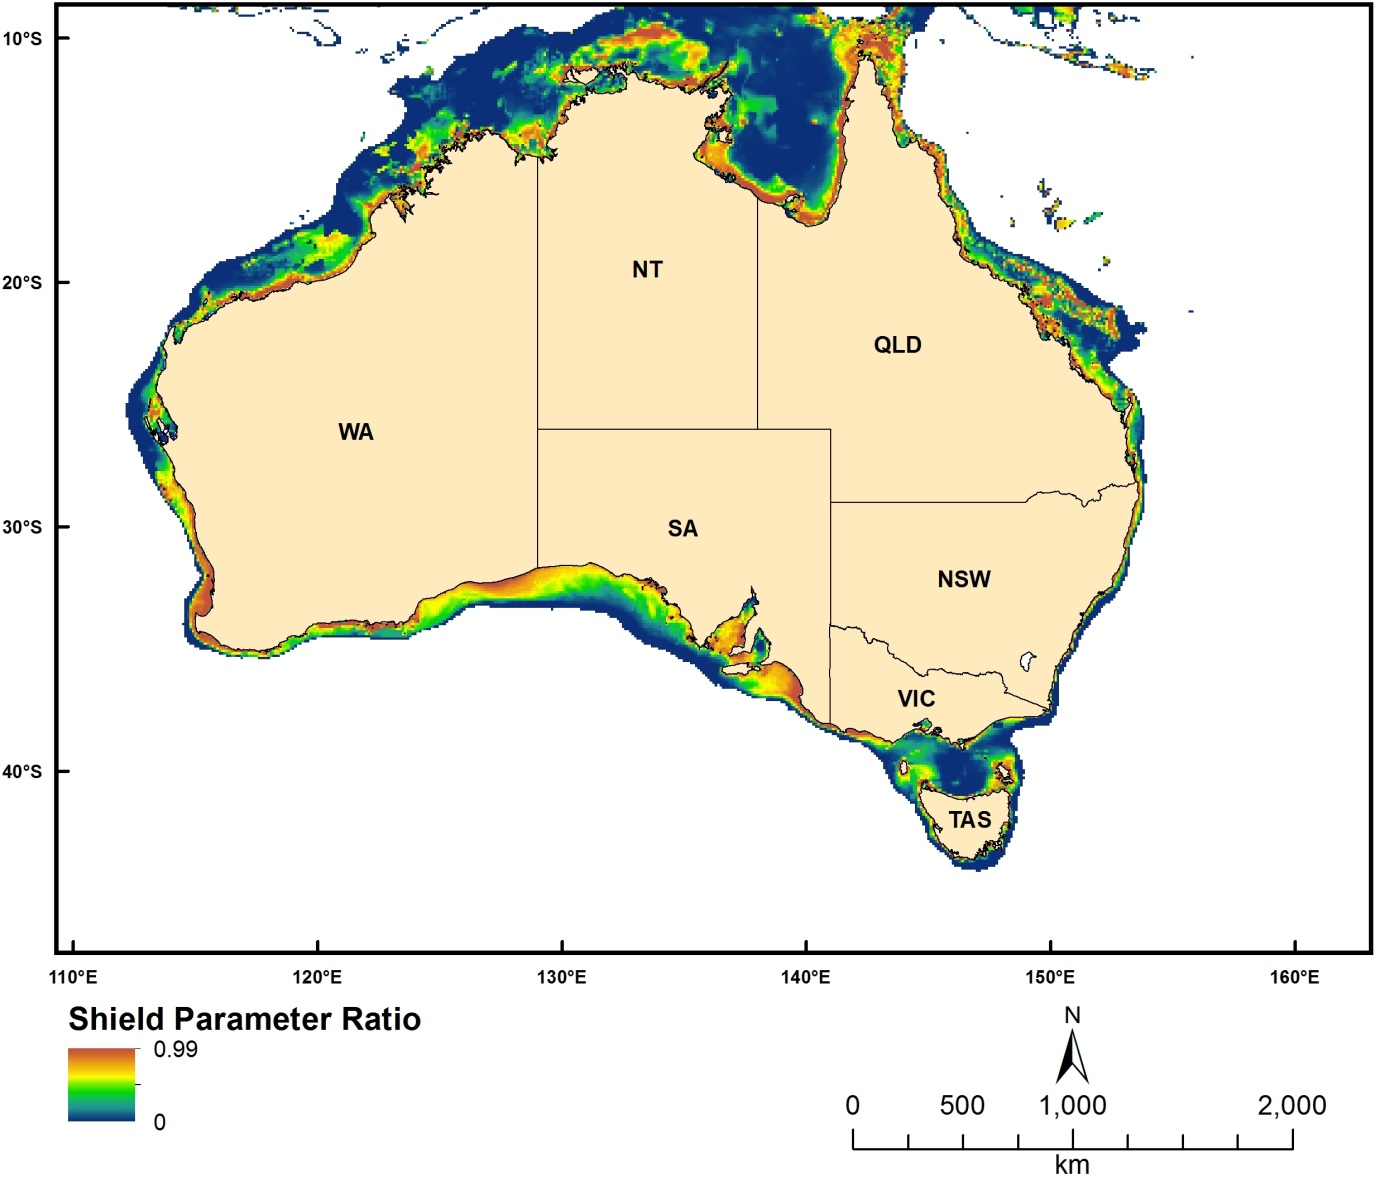 10°S
NT
20°S
QLD
WA
30°S
SA
NSW
VIC
40°S
TAS
110°E 120°E 130°E 140°E 150°E 160°E
Shield Parameter Ratio
0.99
0
N
0 500 1,000 2,000
km